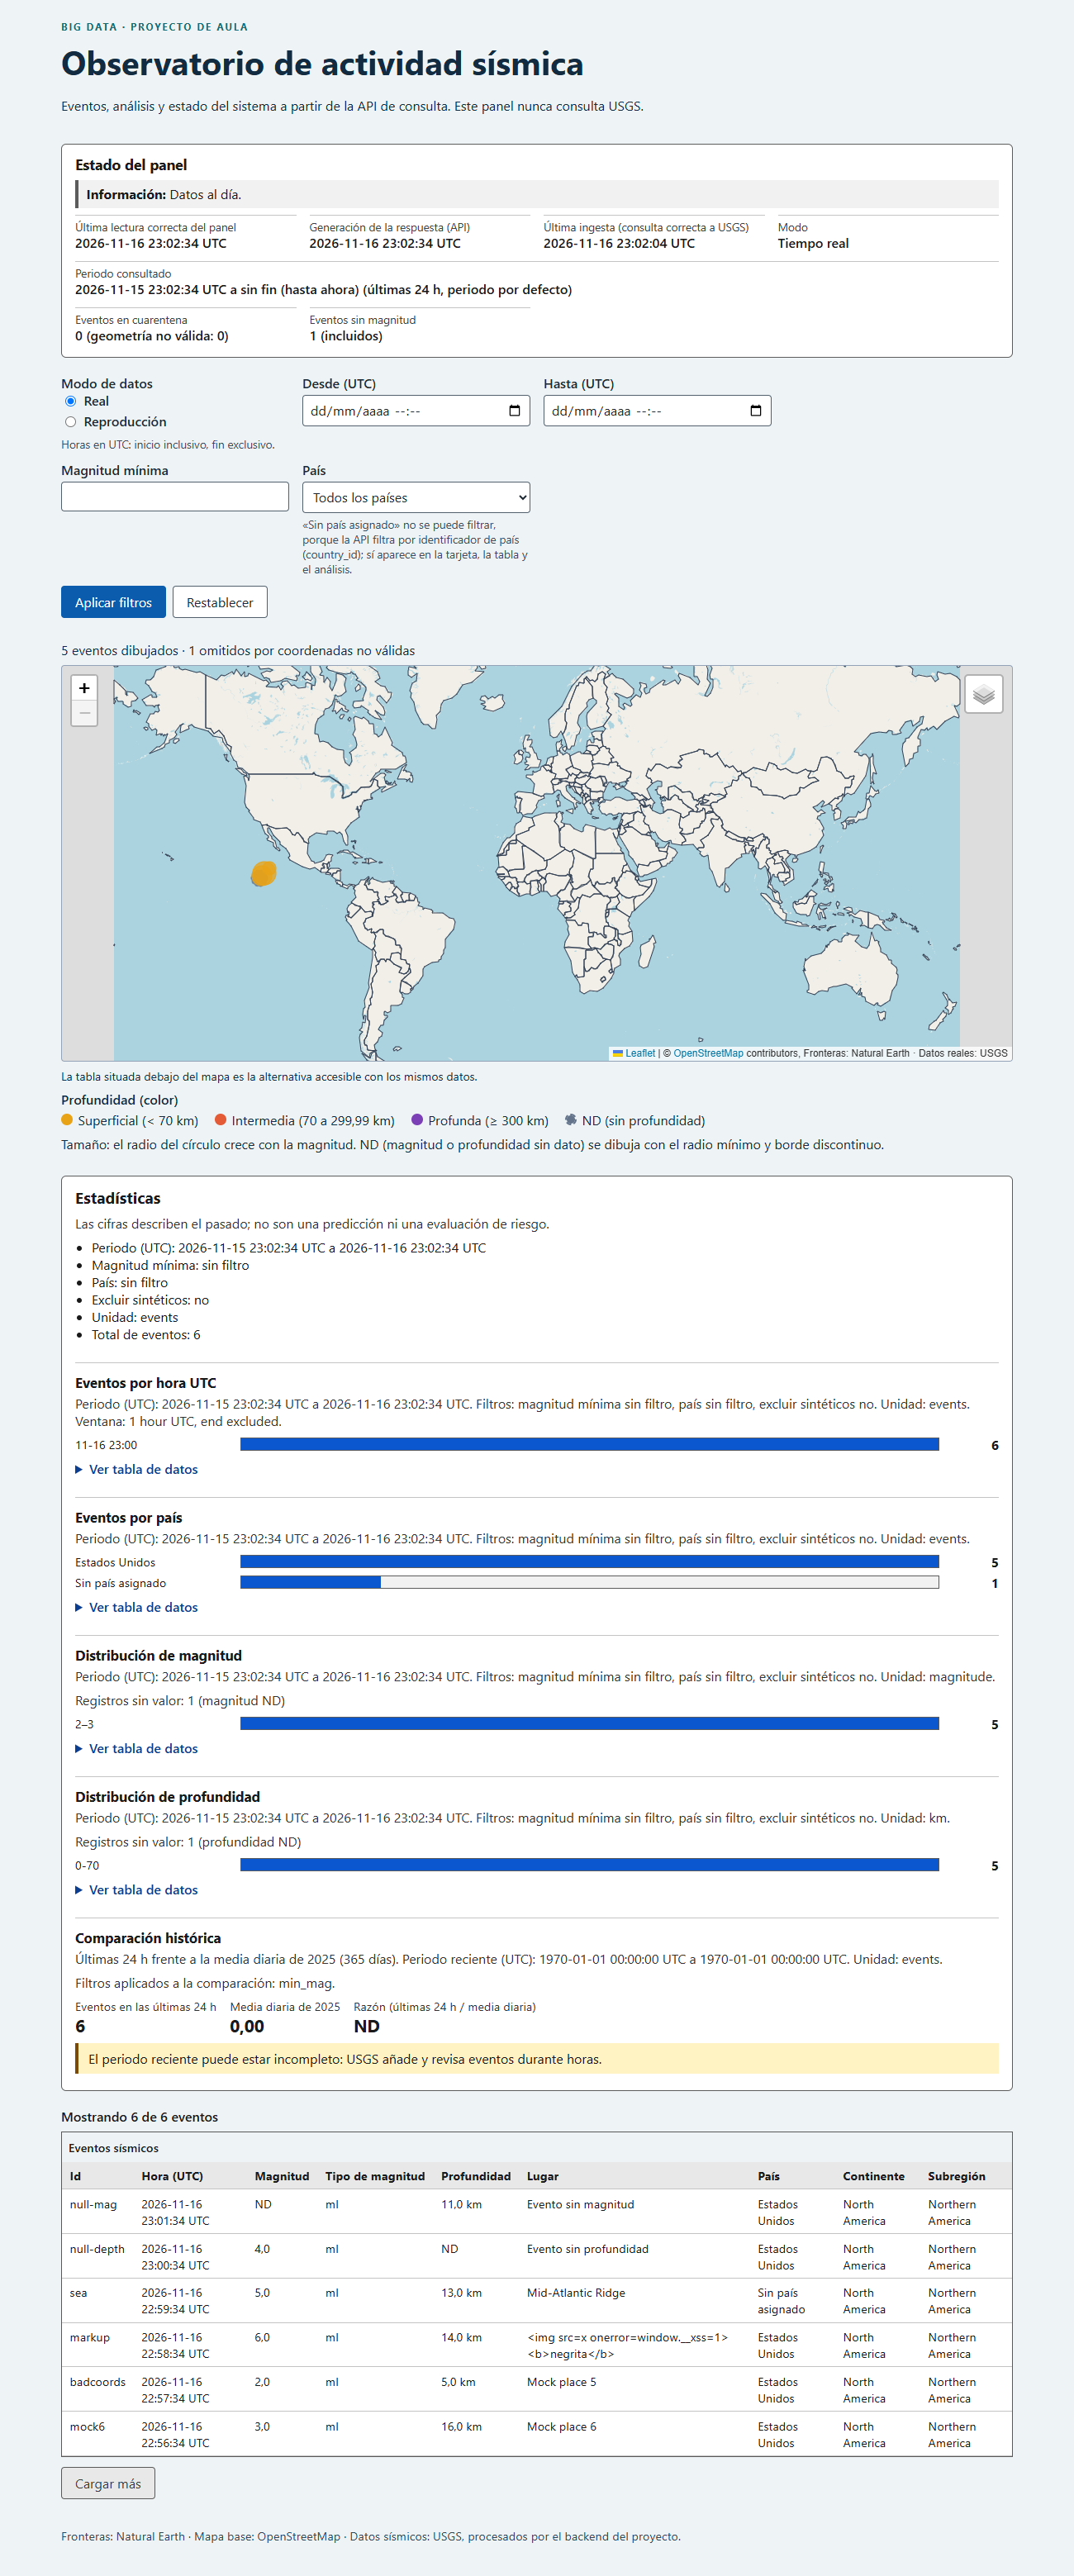 BIG DATA · PROYECTO DE AULA
Observatorio de actividad sísmica
Eventos, análisis y estado del sistema a partir de la API de consulta. Este panel nunca consulta USGS.
Estado del panel
Información: Datos al día.
Última lectura correcta del panel
2026-11-16 23:02:34 UTC
Generación de la respuesta (API)
2026-11-16 23:02:34 UTC
Última ingesta (consulta correcta a USGS)
2026-11-16 23:02:04 UTC
Modo
Tiempo real
Periodo consultado
2026-11-15 23:02:34 UTC a sin fin (hasta ahora) (últimas 24 h, periodo por defecto)
Eventos en cuarentena
0 (geometría no válida: 0)
Eventos sin magnitud
1 (incluidos)
Modo de datos
Real
Reproducción
Horas en UTC: inicio inclusivo, fin exclusivo.
Desde (UTC)
dd/mm/aaaa --:--
Hasta (UTC)
dd/mm/aaaa --:--
Magnitud mínima
País
Todos los países
«Sin país asignado» no se puede filtrar,
porque la API filtra por identificador de país
(country_id); sí aparece en la tarjeta, la tabla y
el análisis.
Aplicar filtros
Restablecer
5 eventos dibujados · 1 omitidos por coordenadas no válidas
+
−
Leaflet | © OpenStreetMap contributors, Fronteras: Natural Earth · Datos reales: USGS
La tabla situada debajo del mapa es la alternativa accesible con los mismos datos.
Profundidad (color)
Superficial (< 70 km) Intermedia (70 a 299,99 km) Profunda (≥ 300 km) ND (sin profundidad)
Tamaño: el radio del círculo crece con la magnitud. ND (magnitud o profundidad sin dato) se dibuja con el radio mínimo y borde discontinuo.
Estadísticas
Las cifras describen el pasado; no son una predicción ni una evaluación de riesgo.
• Periodo (UTC): 2026-11-15 23:02:34 UTC a 2026-11-16 23:02:34 UTC
• Magnitud mínima: sin filtro
• País: sin filtro
• Excluir sintéticos: no
• Unidad: events
• Total de eventos: 6
Eventos por hora UTC
Periodo (UTC): 2026-11-15 23:02:34 UTC a 2026-11-16 23:02:34 UTC. Filtros: magnitud mínima sin filtro, país sin filtro, excluir sintéticos no. Unidad: events.
Ventana: 1 hour UTC, end excluded.
11-16 23:00 6
▶ Ver tabla de datos
Eventos por país
Periodo (UTC): 2026-11-15 23:02:34 UTC a 2026-11-16 23:02:34 UTC. Filtros: magnitud mínima sin filtro, país sin filtro, excluir sintéticos no. Unidad: events.
Estados Unidos 5
Sin país asignado 1
▶ Ver tabla de datos
Distribución de magnitud
Periodo (UTC): 2026-11-15 23:02:34 UTC a 2026-11-16 23:02:34 UTC. Filtros: magnitud mínima sin filtro, país sin filtro, excluir sintéticos no. Unidad: magnitude.
Registros sin valor: 1 (magnitud ND)
2–3 5
▶ Ver tabla de datos
Distribución de profundidad
Periodo (UTC): 2026-11-15 23:02:34 UTC a 2026-11-16 23:02:34 UTC. Filtros: magnitud mínima sin filtro, país sin filtro, excluir sintéticos no. Unidad: km.
Registros sin valor: 1 (profundidad ND)
0-70 5
▶ Ver tabla de datos
Comparación histórica
Últimas 24 h frente a la media diaria de 2025 (365 días). Periodo reciente (UTC): 1970-01-01 00:00:00 UTC a 1970-01-01 00:00:00 UTC. Unidad: events.
Filtros aplicados a la comparación: min_mag.
Eventos en las últimas 24 h Media diaria de 2025 Razón (últimas 24 h / media diaria)
6 0,00 ND
El periodo reciente puede estar incompleto: USGS añade y revisa eventos durante horas.
Mostrando 6 de 6 eventos
Eventos sísmicos
Id Hora (UTC) Magnitud Tipo de magnitud Profundidad Lugar País Continente Subregión
null-mag 2026-11-16 23:01:34 UTC ND ml 11,0 km Evento sin magnitud Estados Unidos North America Northern America
null-depth 2026-11-16 23:00:34 UTC 4,0 ml ND Evento sin profundidad Estados Unidos North America Northern America
sea 2026-11-16 22:59:34 UTC 5,0 ml 13,0 km Mid-Atlantic Ridge Sin país asignado North America Northern America
markup 2026-11-16 22:58:34 UTC 6,0 ml 14,0 km <img src=x onerror=window.__xss=1> <b>negrita</b> Estados Unidos North America Northern America
badcoords 2026-11-16 22:57:34 UTC 2,0 ml 5,0 km Mock place 5 Estados Unidos North America Northern America
mock6 2026-11-16 22:56:34 UTC 3,0 ml 16,0 km Mock place 6 Estados Unidos North America Northern America
Cargar más
Fronteras: Natural Earth · Mapa base: OpenStreetMap · Datos sísmicos: USGS, procesados por el backend del proyecto.